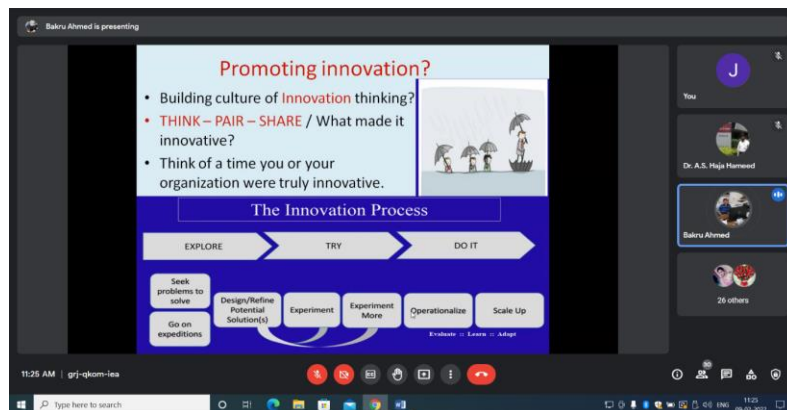 Bakru Ahmed is presenting
Promoting innovation?
• Building culture of Innovation thinking?
• THINK – PAIR – SHARE / What made it
innovative?
• Think of a time you or your
organization were truly innovative.
The Innovation Process
EXPLORE
TRY
DO IT
Seek
problems to
solve
Go on
expeditions
Design/Refine
Potential
Solution(s)
Experiment
Experiment
More
Operationalize
Scale Up
Evaluate :: Learn :: Adapt
J
You
Dr. A.S. Haja Hameed
Bakru Ahmed
26 others
11:25 AM | grj-qkom-iea
30
Type here to search
ENG
11:25